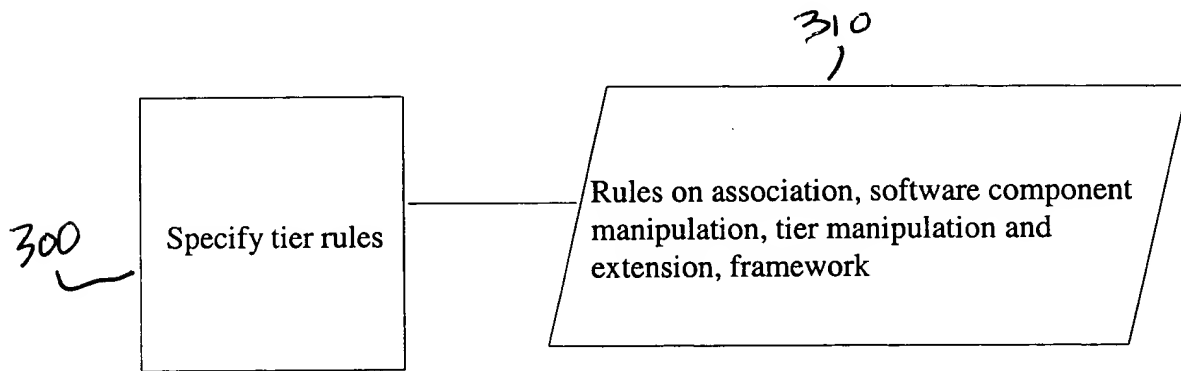 310
300
Specify tier rules
Rules on association, software component
manipulation, tier manipulation and
extension, framework